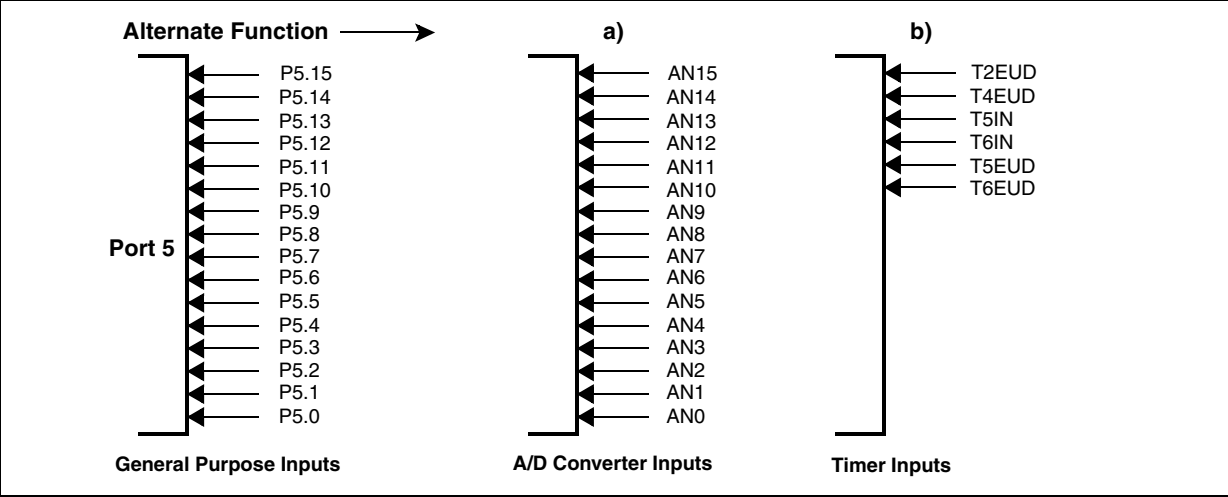 Alternate Function a) b)
P5.15 AN15 T2EUD
P5.14 AN14 T4EUD
P5.13 AN13 T5IN
P5.12 AN12 T6IN
P5.11 AN11 T5EUD
P5.10 AN10 T6EUD
P5.9 AN9
P5.8 AN8
Port 5
P5.7 AN7
P5.6 AN6
P5.5 AN5
P5.4 AN4
P5.3 AN3
P5.2 AN2
P5.1 AN1
P5.0 AN0
General Purpose Inputs A/D Converter Inputs Timer Inputs